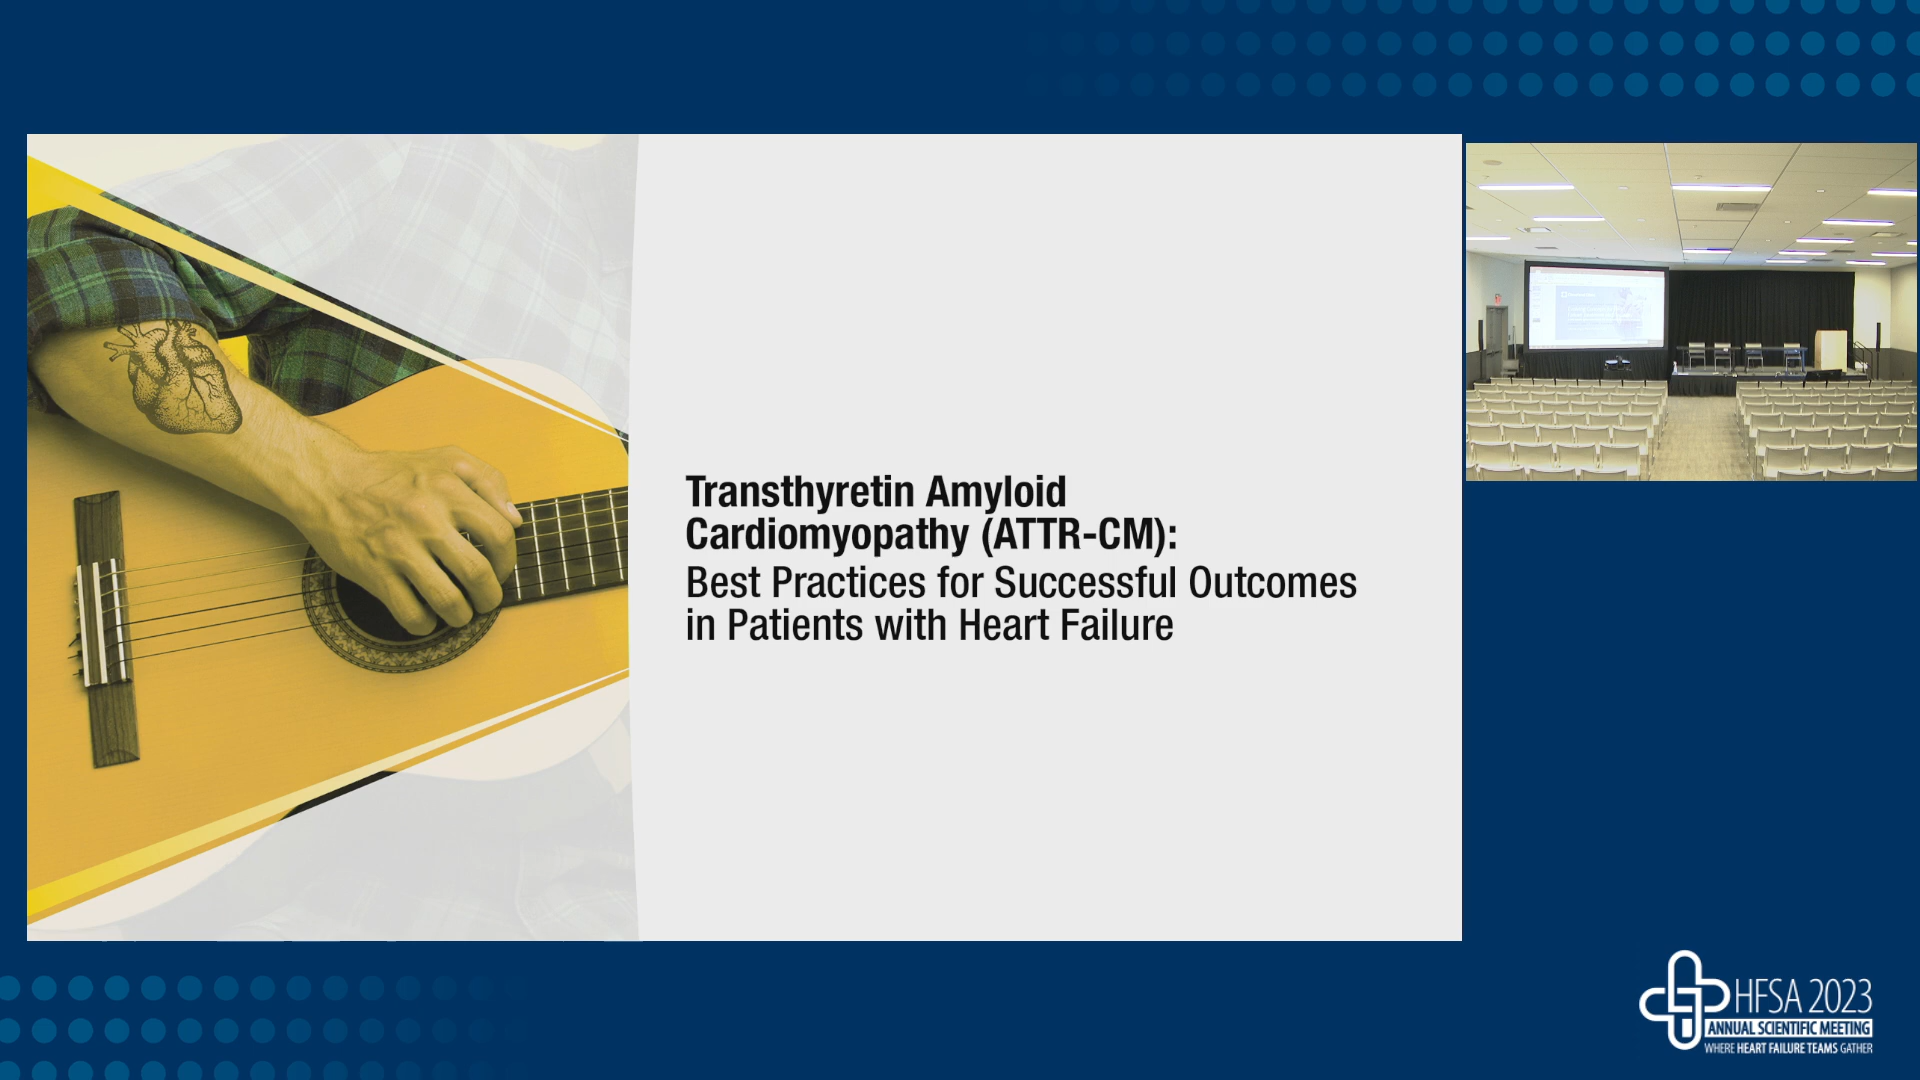 Transthyretin Amyloid
Cardiomyopathy (ATTR-CM):
Best Practices for Successful Outcomes
in Patients with Heart Failure
HFSA 2023
ANNUAL SCIENTIFIC MEETING
WHERE HEART FAILURE TEAMS GATHER